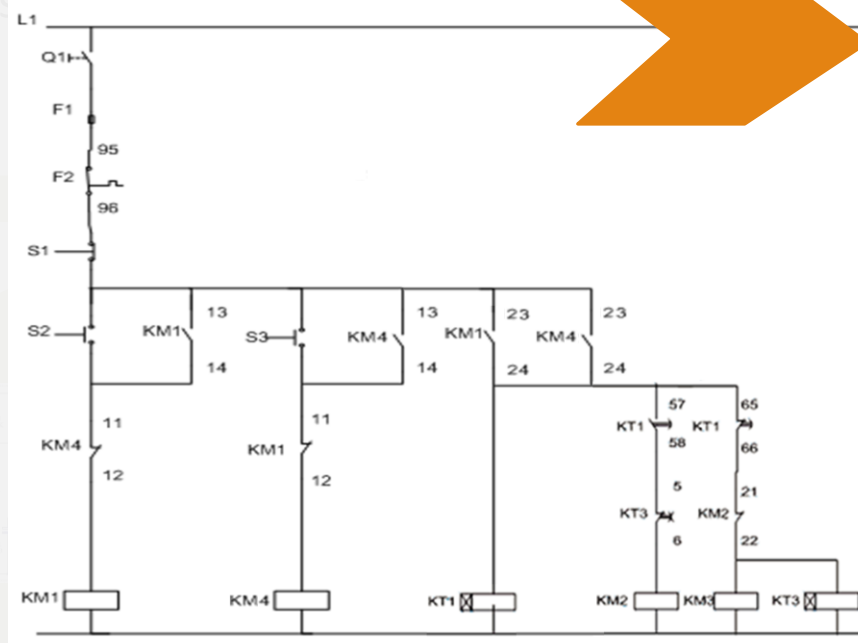 L1
Q1
F1
95
F2
96
S1
13 13 23 23
S2 KM1 S3 KM4 KM1 KM4
14 14 24 24
57 65
KT1 KT1
58 66
11 11
KM4 KM1
12 12
5 21
KT3 KM2
6 22
KM1 KM4 KT1 KM2 KM3 KT3